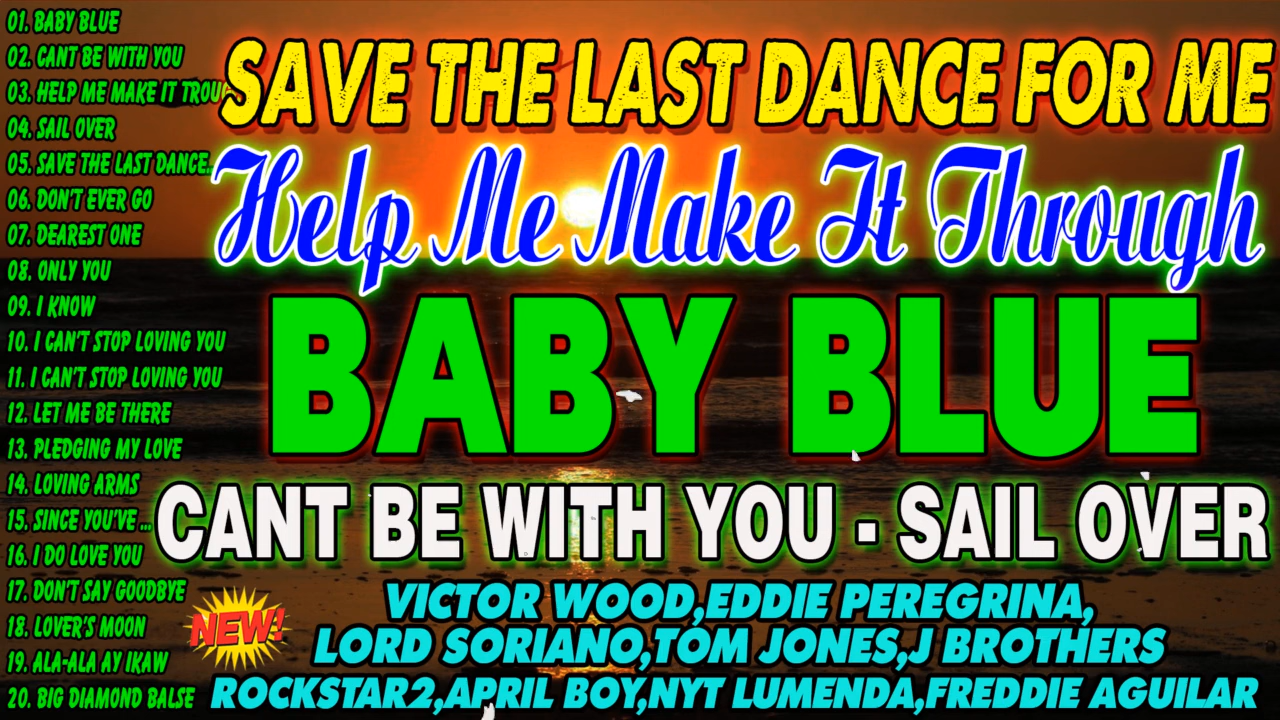 01. BABY BLUE
02. CANT BE WITH YOU
03. HELP ME MAKE IT TROUG
04. SAIL OVER
05. SAVE THE LAST DANCE..
06. DON'T EVER GO
07. DEAREST ONE
08. ONLY YOU
09. I KNOW
10. I CAN'T STOP LOVING YOU
11. I CAN'T STOP LOVING YOU
12. LET ME BE THERE
13. PLEDGING MY LOVE
14. LOVING ARMS
15. SINCE YOU'VE ...
16. I DO LOVE YOU
17. DON'T SAY GOODBYE
18. LOVER'S MOON
19. ALA-ALA AY IKAW
20. BIG DIAMOND BALSE
SAVE THE LAST DANCE FOR ME
Help Me Make It Through
BABY BLUE
CANT BE WITH YOU - SAIL OVER
NEW!
VICTOR WOOD,EDDIE PEREGRINA,
LORD SORIANO,TOM JONES,J BROTHERS
ROCKSTAR2,APRIL BOY,NYT LUMENDA,FREDDIE AGUILAR